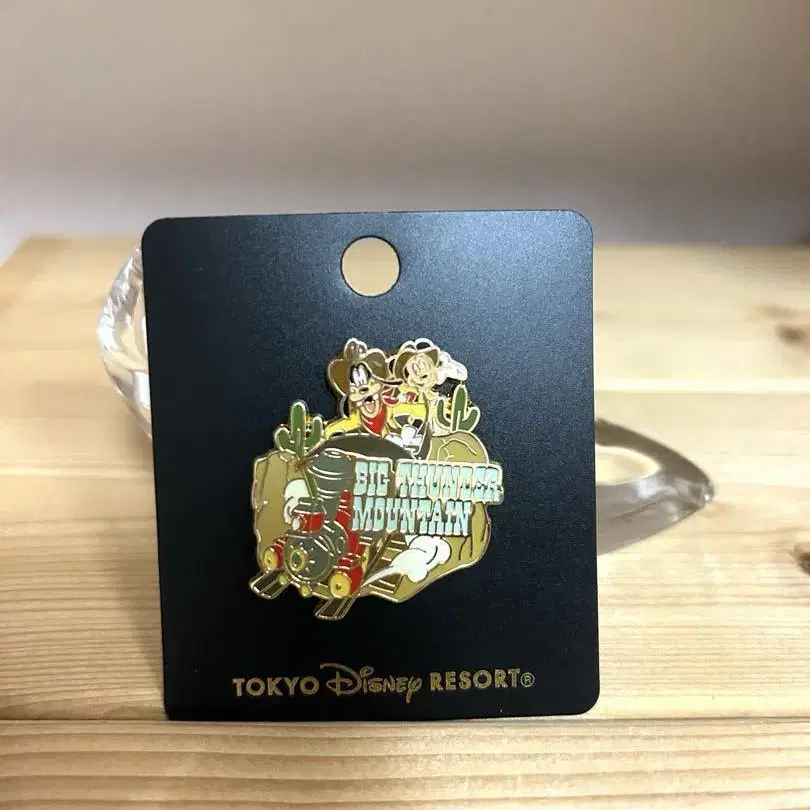 BIG THUNDER
MOUNTAIN
TOKYO Disney RESORT®